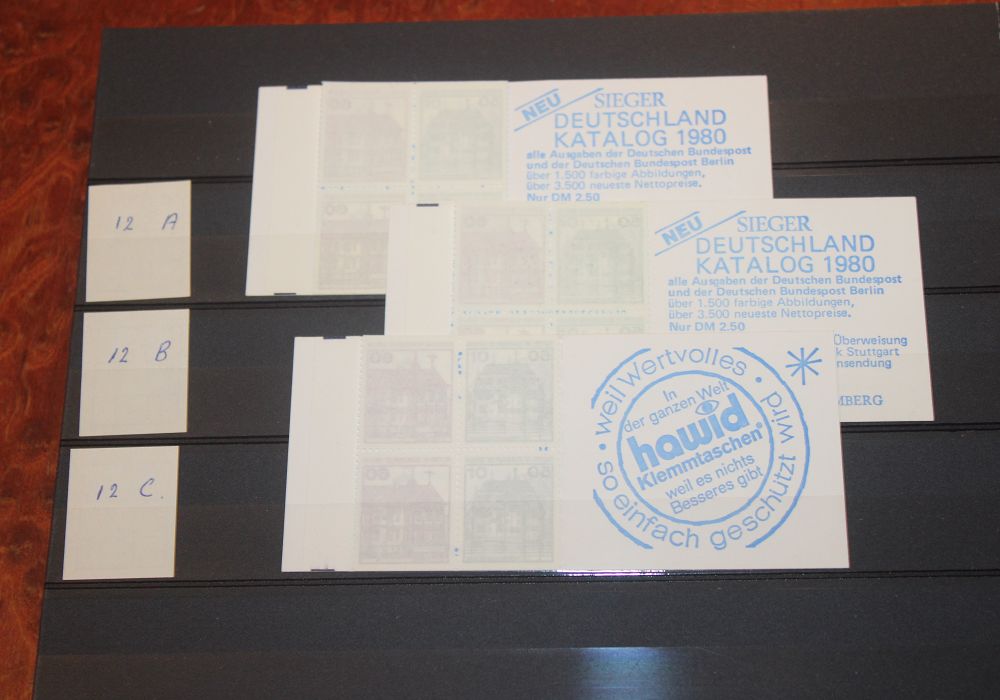 12 A
12 B
12 C.
NEU
SIEGER
DEUTSCHLAND
KATALOG 1980
alle Ausgaben der Deutschen Bundespost
und der Deutschen Bundespost Berlin
über 1.500 farbige Abbildungen,
über 3.500 neueste Nettopreise.
Nur DM 2.50
NEU
SIEGER
DEUTSCHLAND
KATALOG 1980
alle Ausgaben der Deutschen Bundespost
und der Deutschen Bundespost Berlin
über 1.500 farbige Abbildungen,
über 3.500 neueste Nettopreise.
Nur DM 2.50
Überweisung
k Stuttgart
nsendung
MBERG
weil Wertvolles
so einfach geschützt wird
In
der ganzen Welt
hawid
Klemmtaschen®
weil es nichts
Besseres gibt